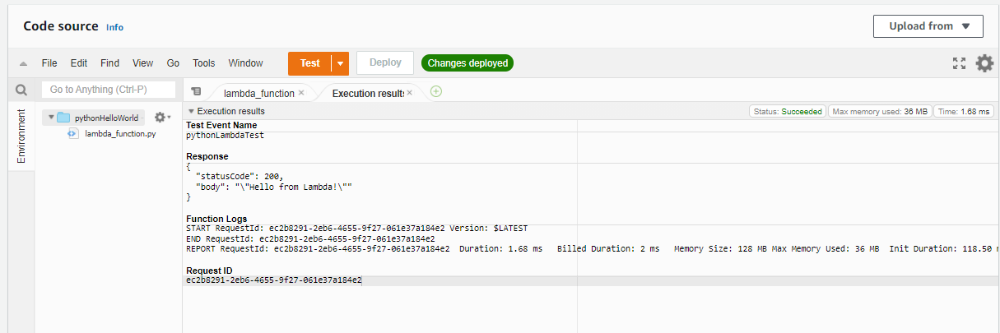 Code source Info
Upload from
File Edit Find View Go Tools Window Test Deploy Changes deployed
Go to Anything (Ctrl-P)
lambda_function Execution results
Environment
pythonHelloWorld
lambda_function.py
Execution results
Status: Succeeded Max memory used: 36 MB Time: 1.68 ms
Test Event Name
pythonLambdaTest
Response
{
"statusCode": 200,
"body": "\"Hello from Lambda!\""
}
Function Logs
START RequestId: ec2b8291-2eb6-4655-9f27-061e37a184e2 Version: $LATEST
END RequestId: ec2b8291-2eb6-4655-9f27-061e37a184e2
REPORT RequestId: ec2b8291-2eb6-4655-9f27-061e37a184e2 Duration: 1.68 ms Billed Duration: 2 ms Memory Size: 128 MB Max Memory Used: 36 MB Init Duration: 118.50
Request ID
ec2b8291-2eb6-4655-9f27-061e37a184e2